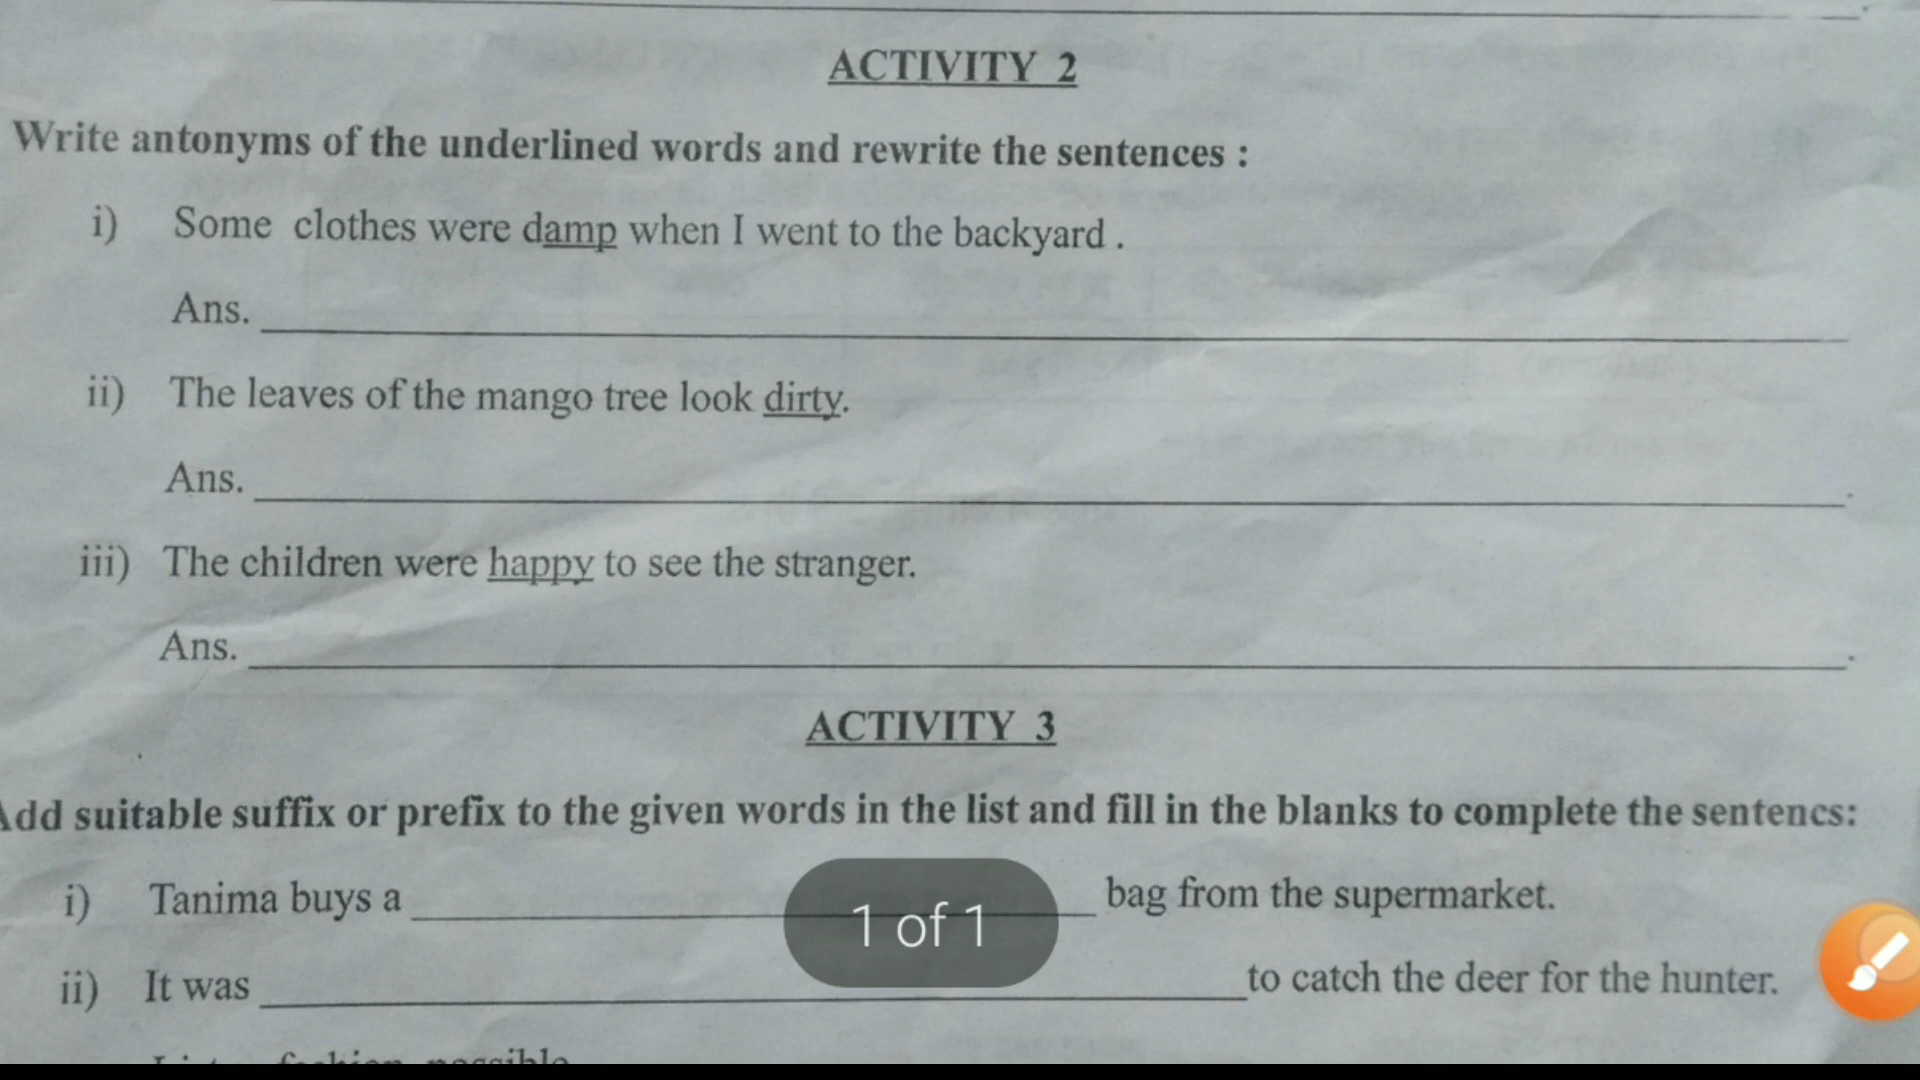 ACTIVITY 2
Write antonyms of the underlined words and rewrite the sentences :
i) Some clothes were damp when I went to the backyard .
Ans.
ii) The leaves of the mango tree look dirty.
Ans.
iii) The children were happy to see the stranger.
Ans.
ACTIVITY 3
Add suitable suffix or prefix to the given words in the list and fill in the blanks to complete the sentencs:
i) Tanima buys a bag from the supermarket.
1 of 1
ii) It was to catch the deer for the hunter.
fashion possible